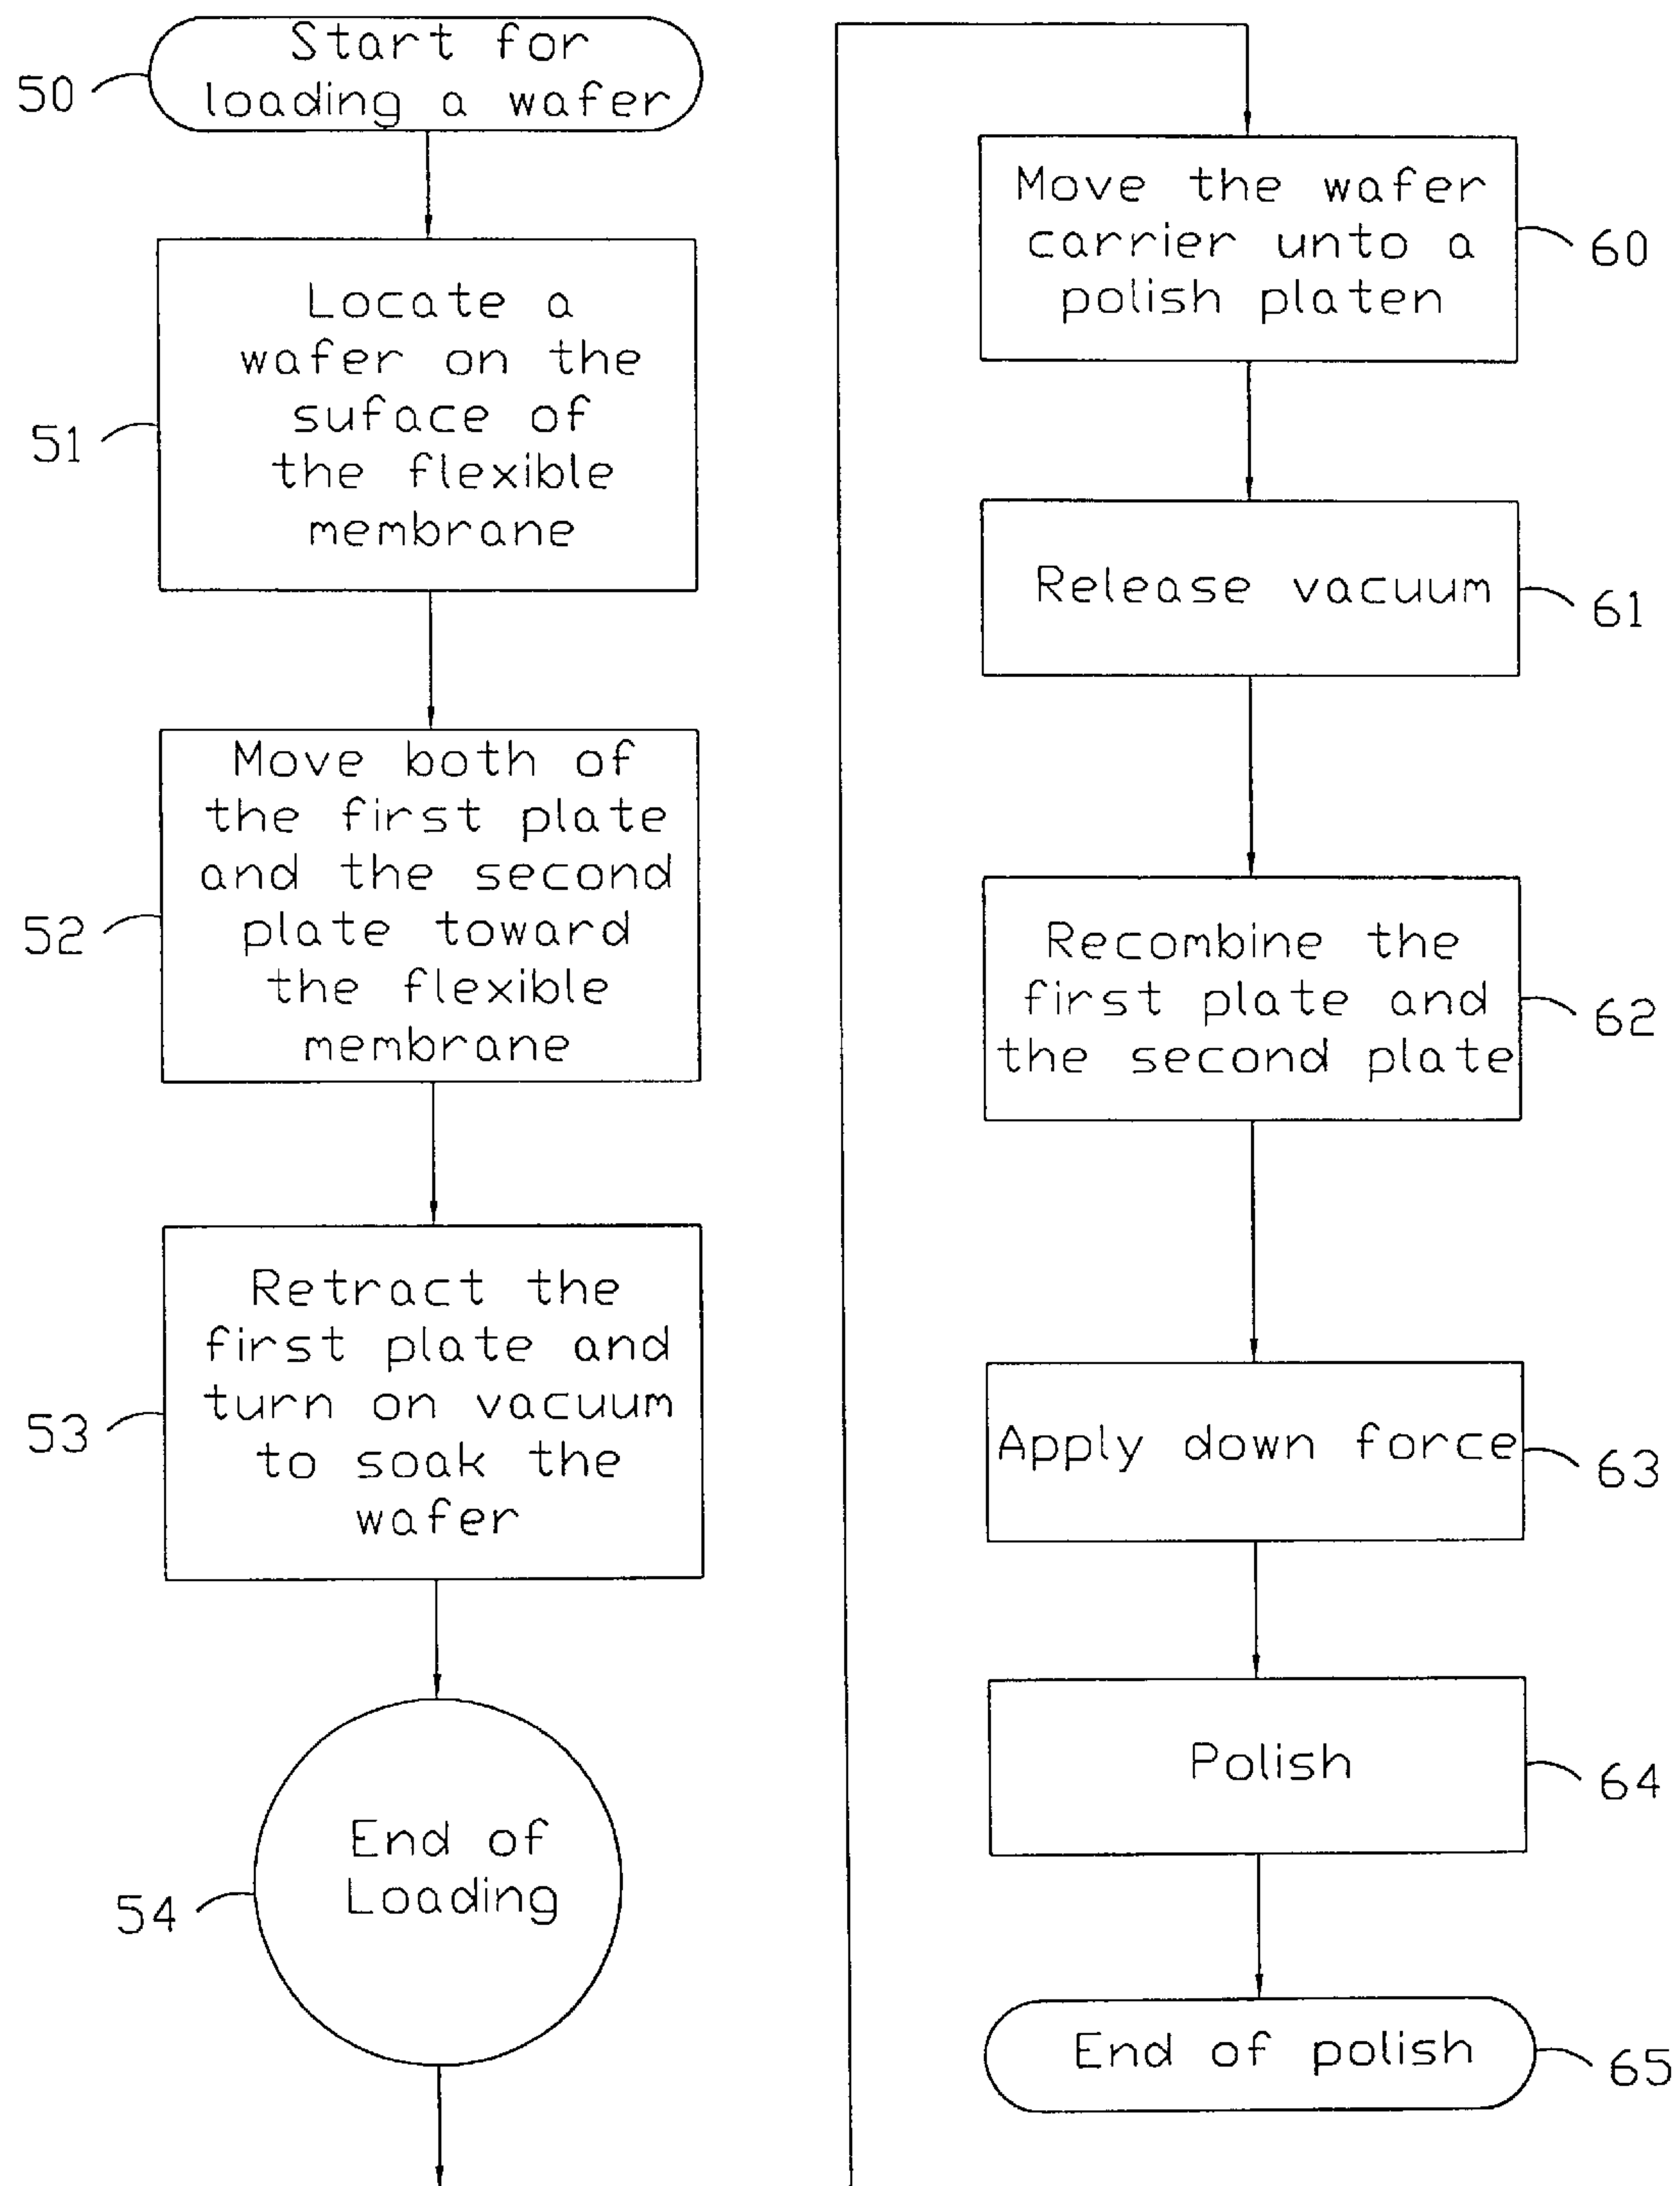 Start for
loading a wafer
50
Locate a
wafer on the
suface of
the flexible
membrane
51
Move both of
the first plate
and the second
plate toward
the flexible
membrane
52
Retract the
first plate and
turn on vacuum
to soak the
wafer
53
End of
Loading
54
Move the wafer
carrier unto a
polish platen
60
Release vacuum
61
Recombine the
first plate and
the second plate
62
Apply down force
63
Polish
64
End of polish
65